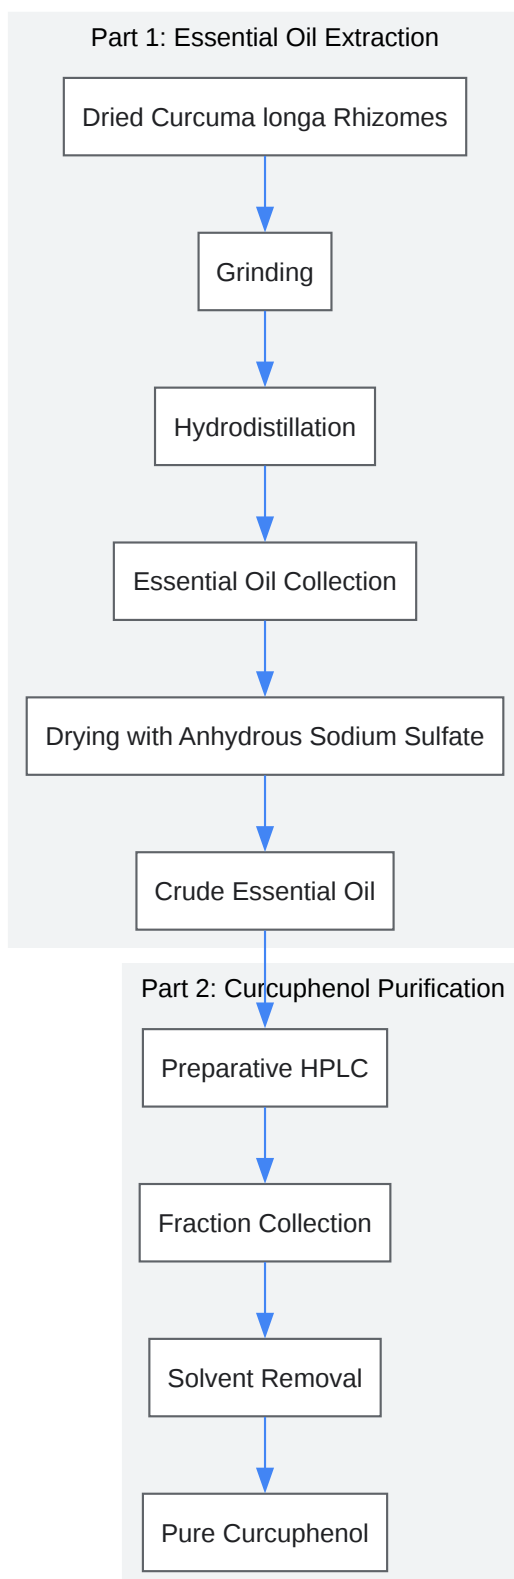 Part 1: Essential Oil Extraction
Dried Curcuma longa Rhizomes
Grinding
Hydrodistillation
Essential Oil Collection
Drying with Anhydrous Sodium Sulfate
Crude Essential Oil
Part 2: Curcuphenol Purification
Preparative HPLC
Fraction Collection
Solvent Removal
Pure Curcuphenol